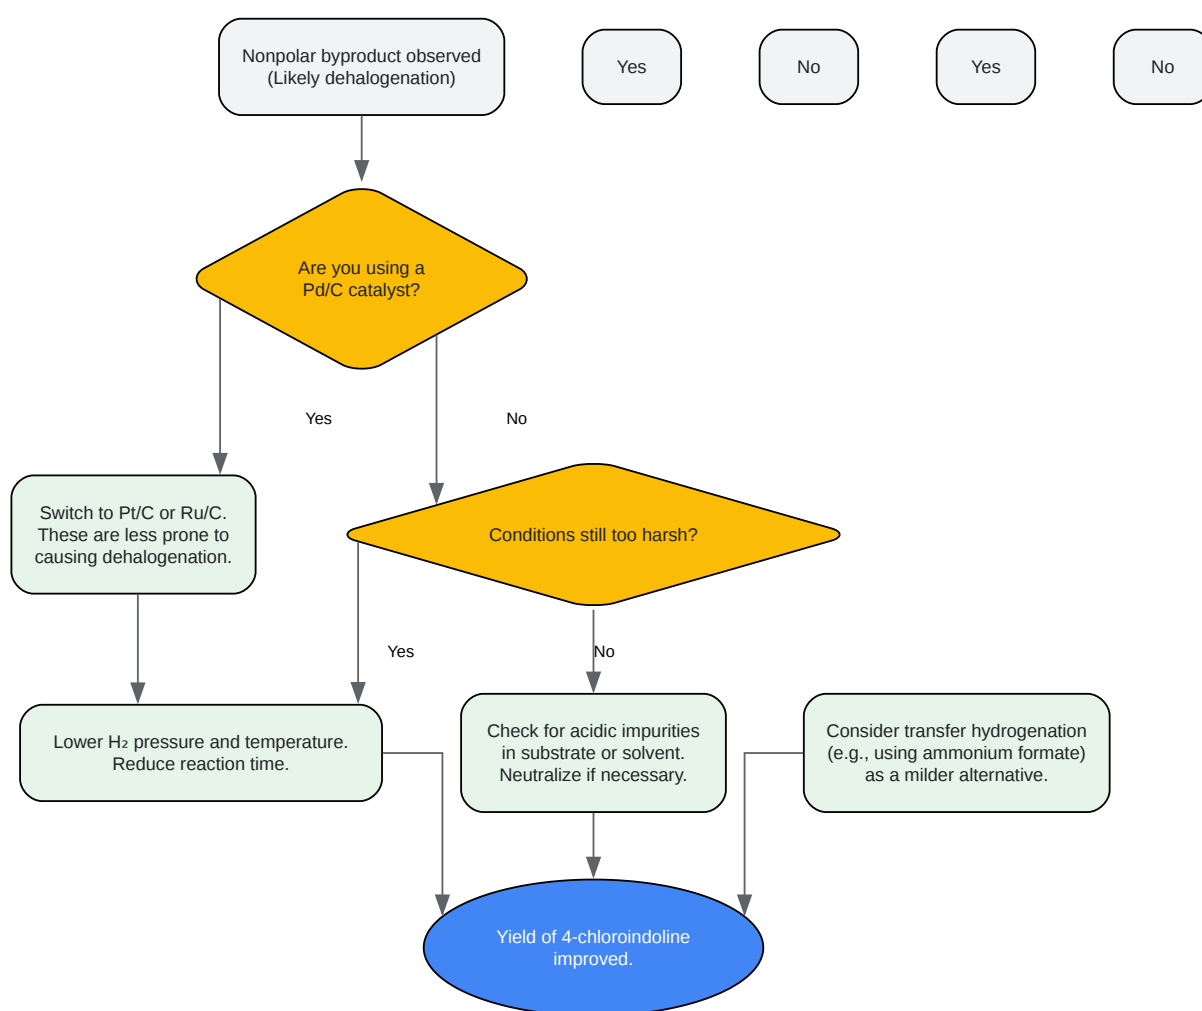 Nonpolar byproduct observed
(Likely dehalogenation)
Yes
No
Yes
No
Are you using a
Pd/C catalyst?
Yes
No
Switch to Pt/C or Ru/C.
These are less prone to
causing dehalogenation.
Conditions still too harsh?
Yes
No
Lower H₂ pressure and temperature.
Reduce reaction time.
Check for acidic impurities
in substrate or solvent.
Neutralize if necessary.
Consider transfer hydrogenation
(e.g., using ammonium formate)
as a milder alternative.
Yield of 4-chloroindoline
improved.